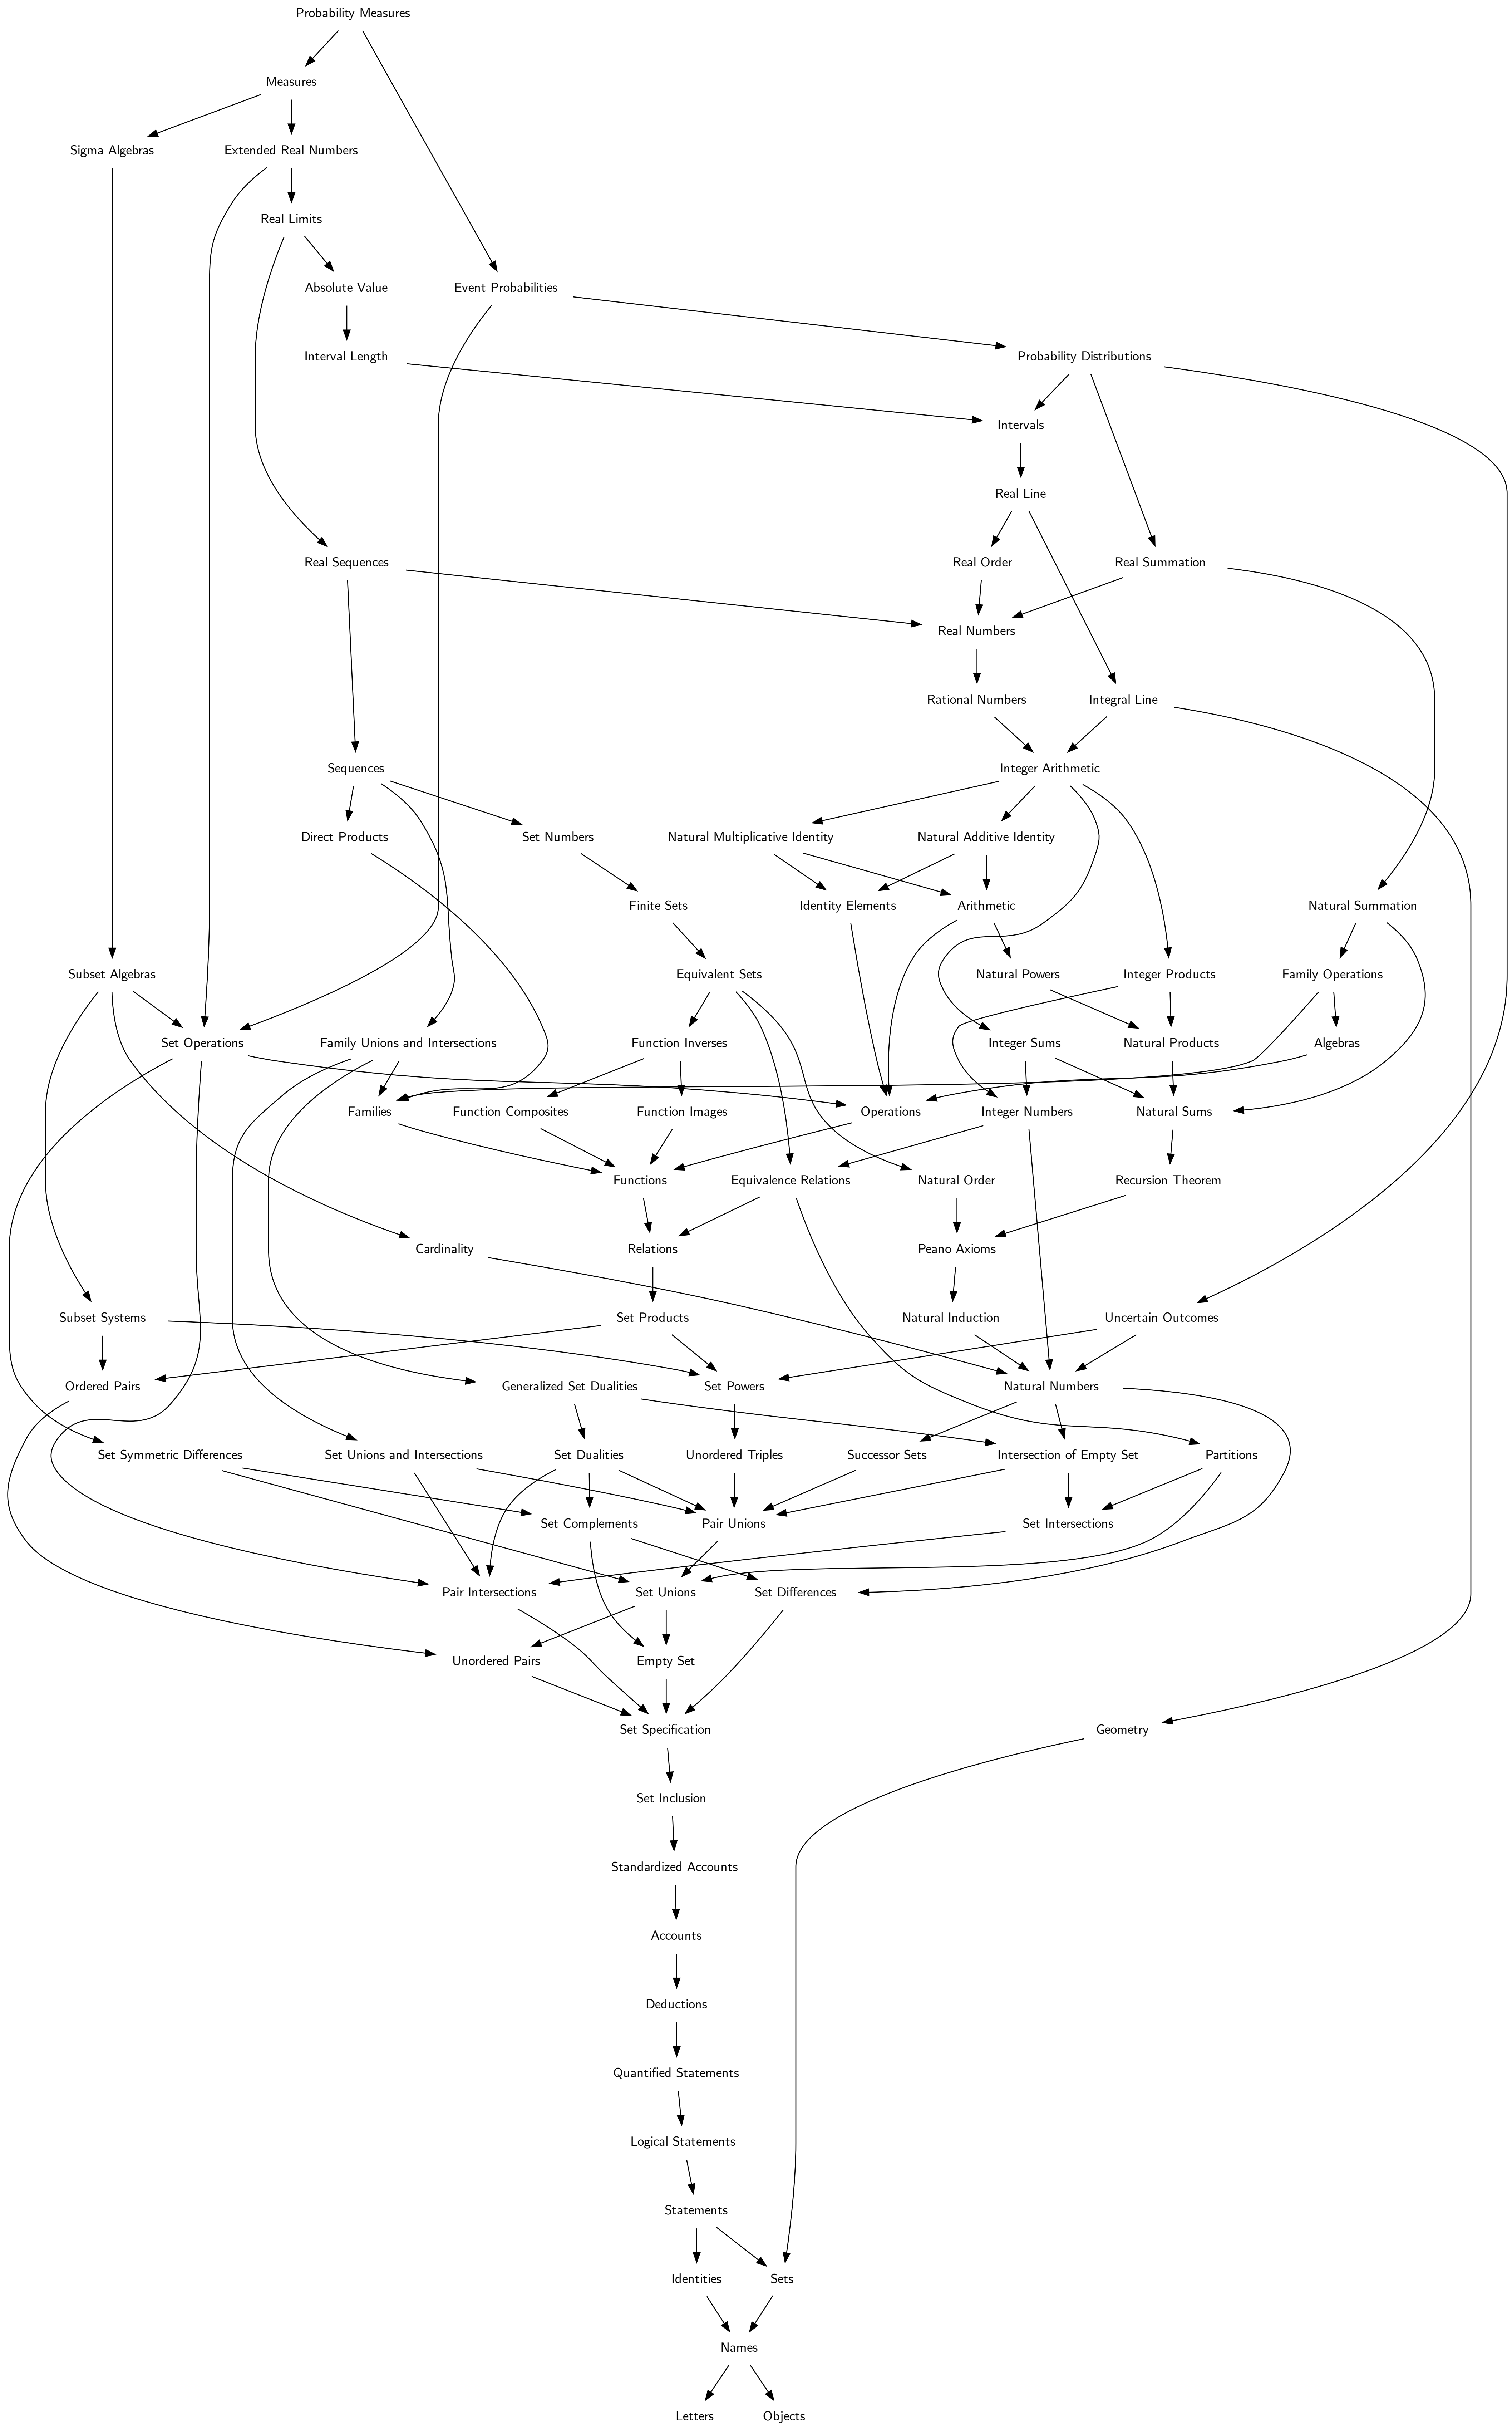 Probability Measures
Measures
Sigma Algebras
Extended Real Numbers
Real Limits
Absolute Value
Event Probabilities
Interval Length
Probability Distributions
Intervals
Real Line
Real Sequences
Real Order
Real Summation
Real Numbers
Rational Numbers
Integral Line
Sequences
Integer Arithmetic
Direct Products
Set Numbers
Natural Multiplicative Identity
Natural Additive Identity
Finite Sets
Identity Elements
Arithmetic
Natural Summation
Subset Algebras
Equivalent Sets
Natural Powers
Integer Products
Family Operations
Set Operations
Family Unions and Intersections
Function Inverses
Integer Sums
Natural Products
Algebras
Families
Function Composites
Function Images
Operations
Integer Numbers
Natural Sums
Functions
Equivalence Relations
Natural Order
Recursion Theorem
Cardinality
Relations
Peano Axioms
Subset Systems
Set Products
Natural Induction
Uncertain Outcomes
Ordered Pairs
Generalized Set Dualities
Set Powers
Natural Numbers
Set Symmetric Differences
Set Unions and Intersections
Set Dualities
Unordered Triples
Successor Sets
Intersection of Empty Set
Partitions
Set Complements
Pair Unions
Set Intersections
Pair Intersections
Set Unions
Set Differences
Unordered Pairs
Empty Set
Set Specification
Geometry
Set Inclusion
Standardized Accounts
Accounts
Deductions
Quantified Statements
Logical Statements
Statements
Identities
Sets
Names
Letters
Objects